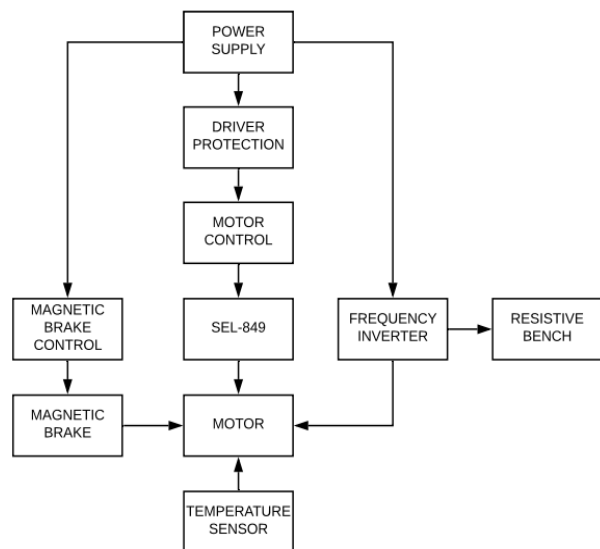 POWER
SUPPLY
DRIVER
PROTECTION
MOTOR
CONTROL
MAGNETIC
BRAKE
CONTROL
SEL-849
FREQUENCY
INVERTER
RESISTIVE
BENCH
MAGNETIC
BRAKE
MOTOR
TEMPERATURE
SENSOR